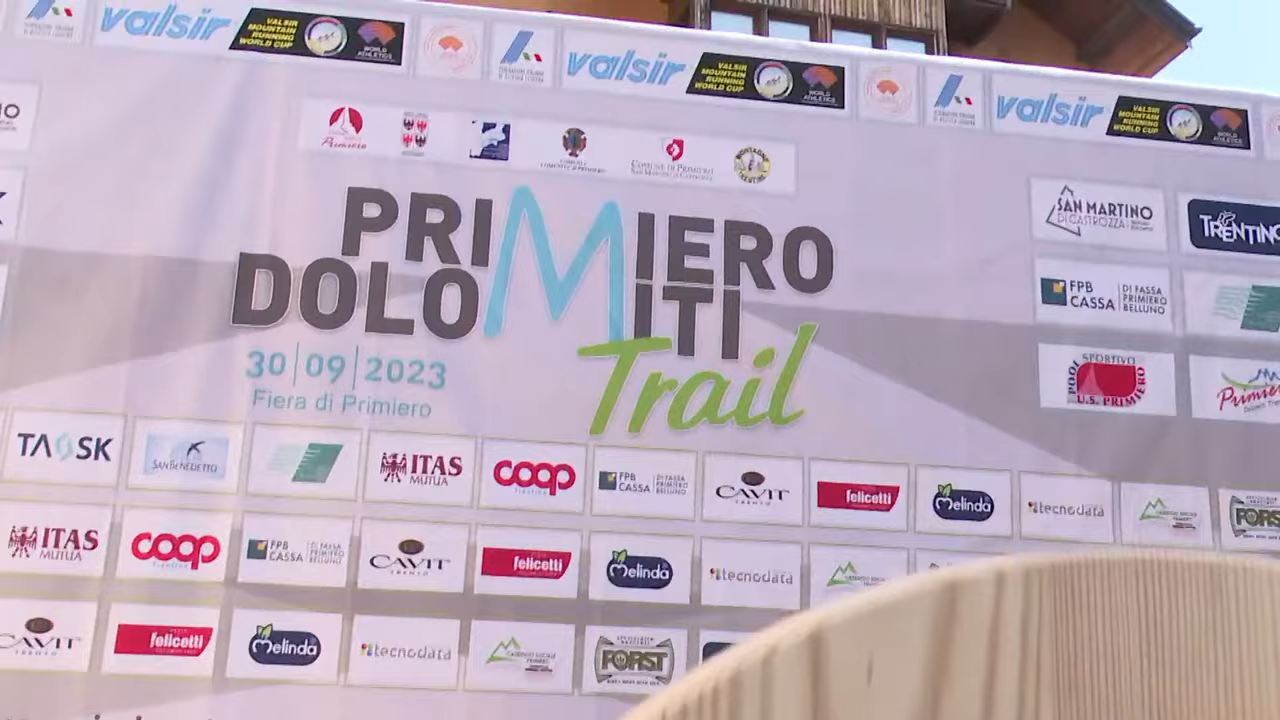 valsir VALSIR MOUNTAIN RUNNING WORLD CUP WORLD ATHLETICS valsir VALSIR MOUNTAIN RUNNING WORLD CUP WORLD ATHLETICS valsir VALSIR MOUNTAIN RUNNING WORLD CUP WORLD ATHLETICS
Primiero COMUNE DI PRIMIERO SAN MARTINO DI CASTROZZA
PRIMIERO
DOLOMITI
Trail
30|09|2023
Fiera di Primiero
SAN MARTINO DI CASTROZZA TRENTINO
FPB CASSA DI FASSA PRIMIERO BELLUNO
SPORTIVO U.S. PRIMIERO Primiero
TA SK SAN BENEDETTO ITAS MUTUA coop Trentino FPB CASSA DI FASSA PRIMIERO BELLUNO CAVIT TRENTO felicetti Melinda tecnodata
ITAS MUTUA coop Trentino FPB CASSA DI FASSA PRIMIERO BELLUNO CAVIT TRENTO felicetti Melinda tecnodata
CAVIT TRENTO felicetti Melinda tecnodata FORST